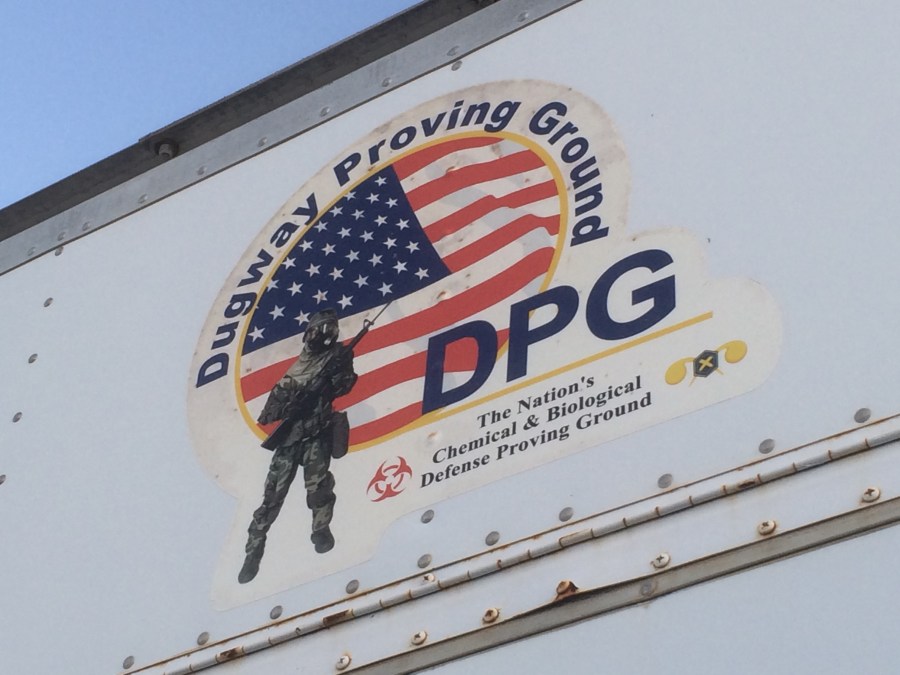 Dugway Proving Ground
DPG
The Nation's
Chemical & Biological
Defense Proving Ground